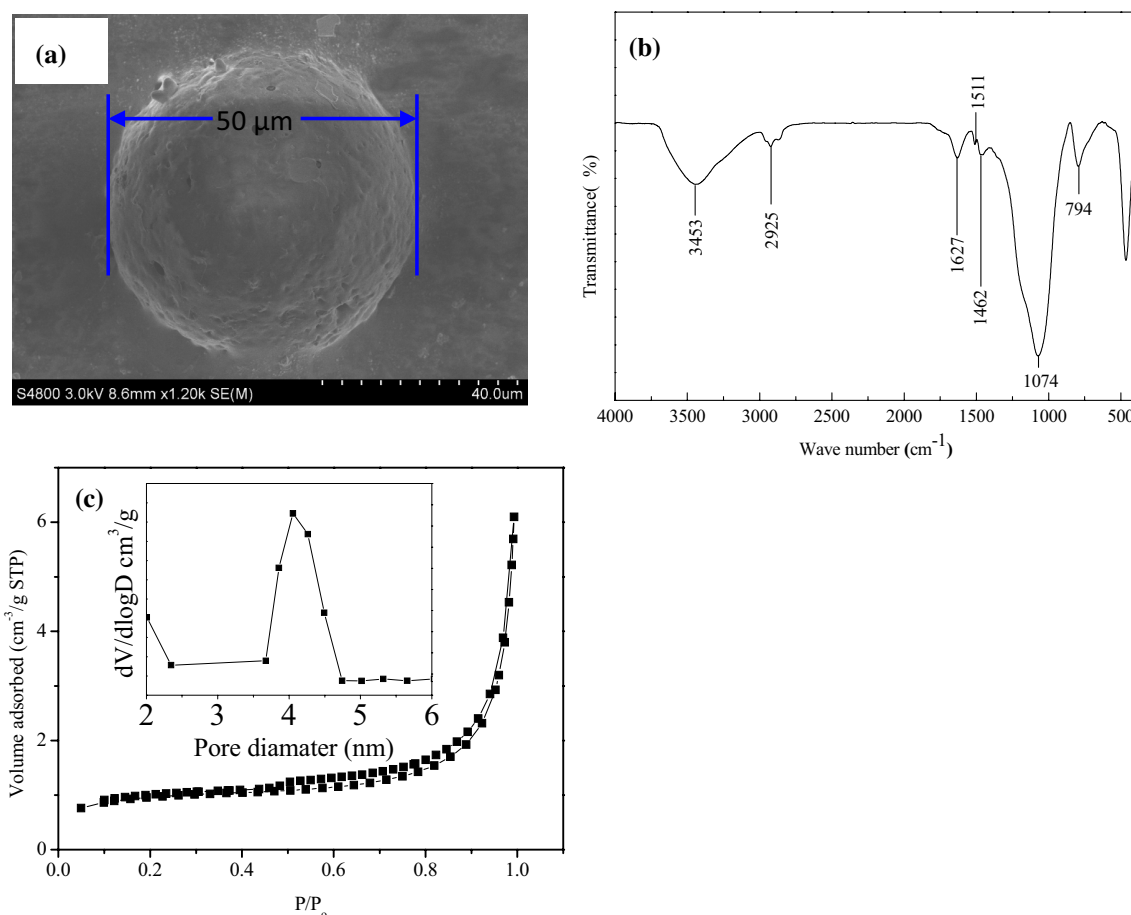 (a)
50 μm
S4800 3.0kV 8.6mm x1.20k SE(M)
40.0um
(b)
Transmittance( %)
3453
2925
1627
1511
1462
1074
794
4000 3500 2500 2000 1500 1000 500
Wave number (cm-1)
(c)
Volume adsorbed (cm-3/g STP)
6
4
2
0
0.0 0.2 0.4 0.6 0.8 1.0
P/P0
dV/dlogD cm3/g
2 3 4 5 6
Pore diamater (nm)